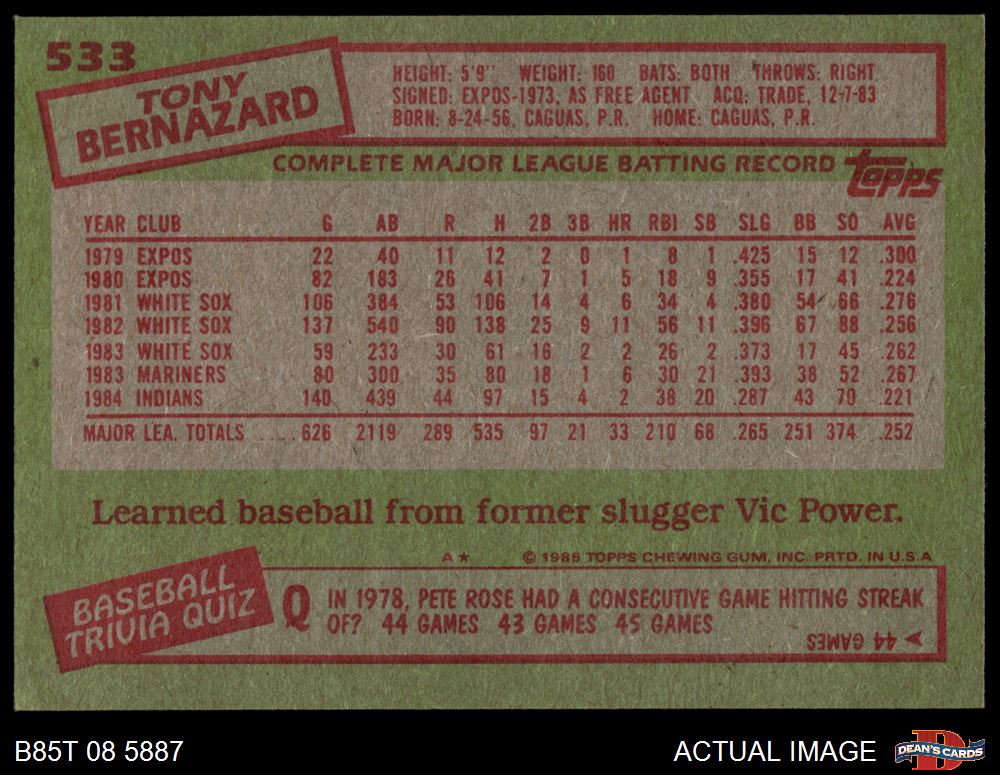 533
TONY
BERNAZARD
HEIGHT: 5'9" WEIGHT: 160 BATS: BOTH THROWS: RIGHT
SIGNED: EXPOS-1973, AS FREE AGENT ACQ: TRADE, 12-7-83
BORN: 8-24-56, CAGUAS, P.R. HOME: CAGUAS, P.R.
COMPLETE MAJOR LEAGUE BATTING RECORD
Topps
YEAR CLUB G AB R H 2B 3B HR RBI SB SLG BB SO AVG
1979 EXPOS 22 40 11 12 2 0 1 8 1 .425 15 12 .300
1980 EXPOS 82 183 26 41 7 1 5 18 9 .355 17 41 .224
1981 WHITE SOX 106 384 53 106 14 4 6 34 4 .380 54 66 .276
1982 WHITE SOX 137 540 90 138 25 9 11 56 11 .396 67 88 .256
1983 WHITE SOX 59 233 30 61 16 2 2 26 2 .373 17 45 .262
1983 MARINERS 80 300 35 80 18 1 6 30 21 .393 38 52 .267
1984 INDIANS 140 439 44 97 15 4 2 38 20 .287 43 70 .221
MAJOR LEA. TOTALS ..... 626 2119 289 535 97 21 33 210 68 .265 251 374 .252
Learned baseball from former slugger Vic Power.
A* © 1985 TOPPS CHEWING GUM, INC. PRTD. IN U.S.A
BASEBALL
TRIVIA QUIZ
Q IN 1978, PETE ROSE HAD A CONSECUTIVE GAME HITTING STREAK
OF? 44 GAMES 43 GAMES 45 GAMES
44 GAMES
B85T 08 5887
ACTUAL IMAGE
DEAN'S CARDS